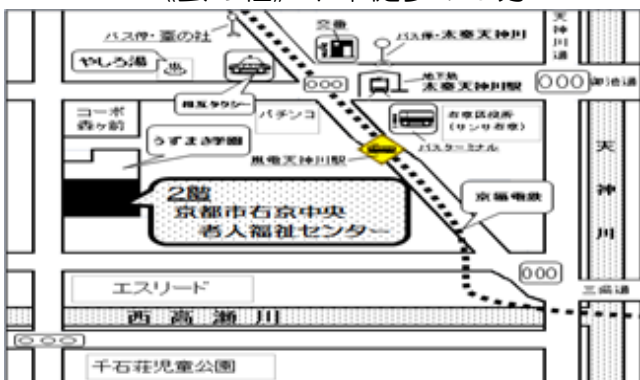 交番
天神川通
バス停・蚕の社
バス停・太秦天神川
やしろ湯
地下鉄
太秦天神川駅
御池通
相互タクシー
コーポ
森ヶ前
パチンコ
右京区役所
(サンサ右京)
うずまさ学園
バスターミナル
嵐電天神川駅
天神川
2階
京都市右京中央
老人福祉センター
京福電鉄
エスリード
三条通
西高瀬川
千石荘児童公園